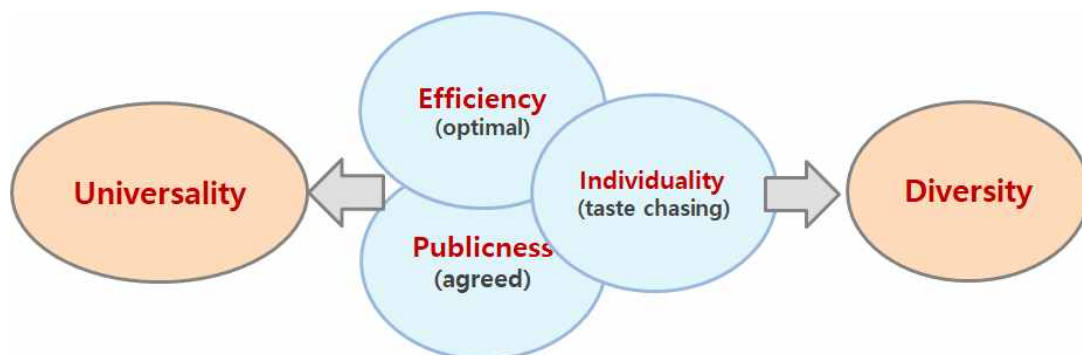 Universality
Efficiency
(optimal)
Publicness
(agreed)
Individuality
(taste chasing)
Diversity